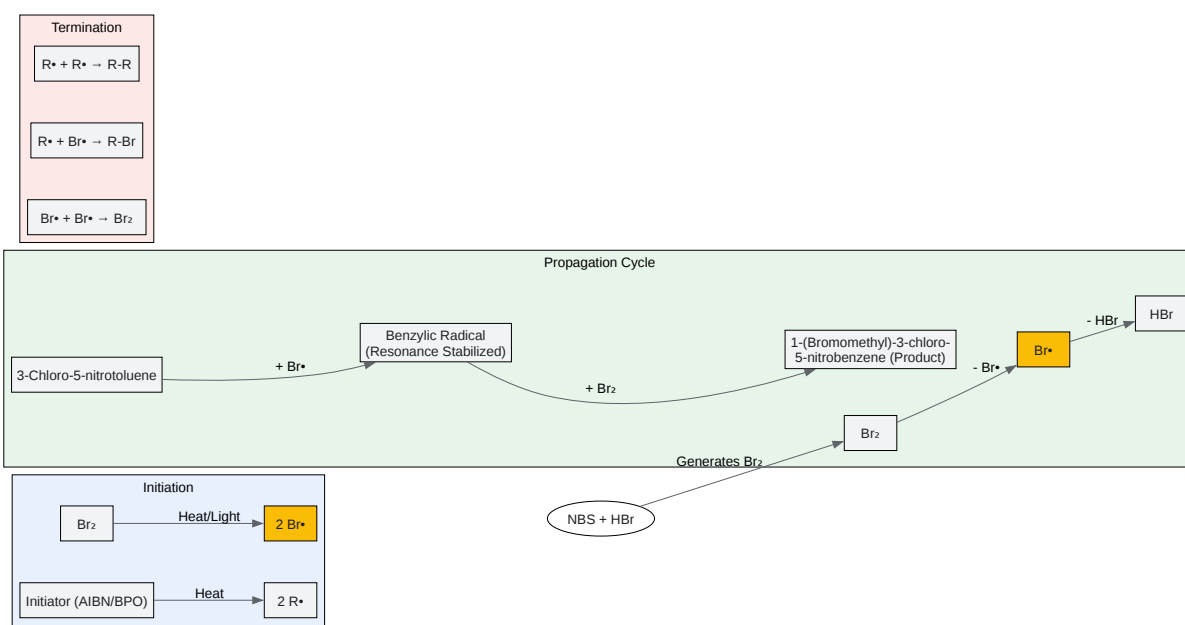 Termination
R• + R• → R-R
R• + Br• → R-Br
Br• + Br• → Br₂
Propagation Cycle
3-Chloro-5-nitrotoluene
+ Br•
Benzylic Radical
(Resonance Stabilized)
+ Br₂
1-(Bromomethyl)-3-chloro-
5-nitrobenzene (Product)
- Br•
Br•
- HBr
HBr
Br₂
Generates Br₂
NBS + HBr
Initiation
Br₂
Heat/Light
2 Br•
Initiator (AIBN/BPO)
Heat
2 R•